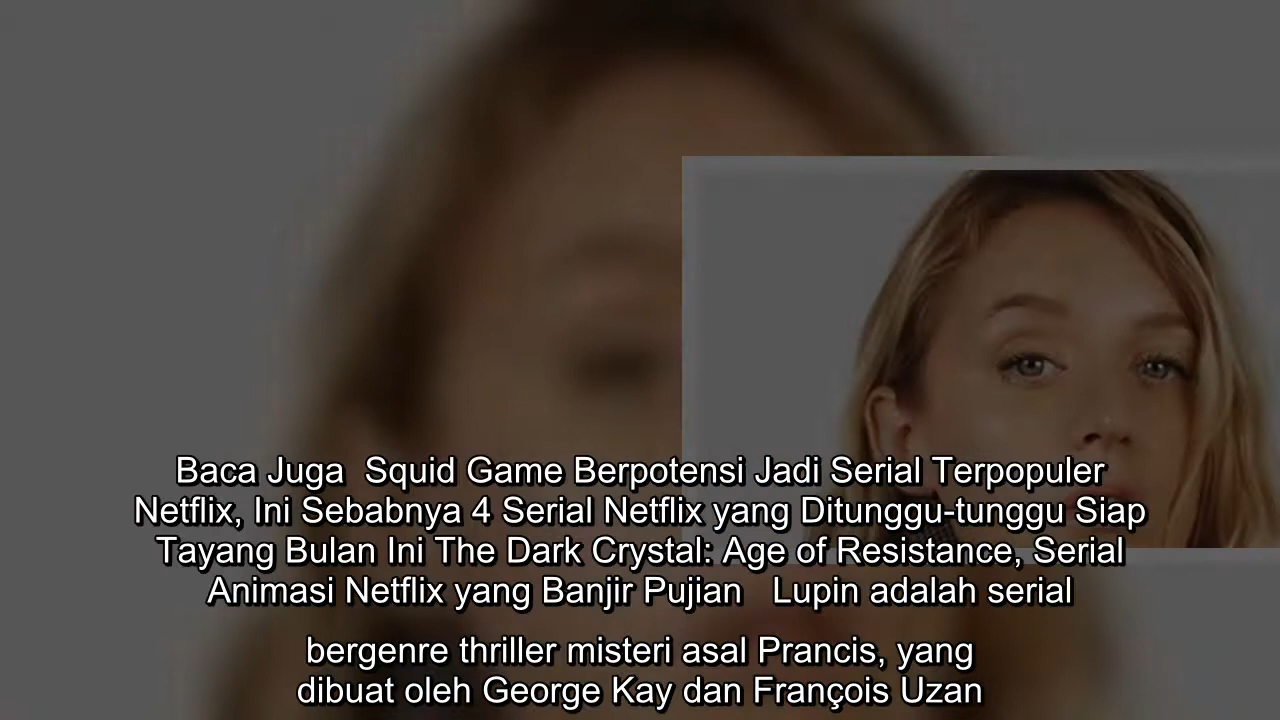 Baca Juga  Squid Game Berpotensi Jadi Serial Terpopuler
Netflix, Ini Sebabnya 4 Serial Netflix yang Ditunggu-tunggu Siap
Tayang Bulan Ini The Dark Crystal: Age of Resistance, Serial
Animasi Netflix yang Banjir Pujian   Lupin adalah serial
bergenre thriller misteri asal Prancis, yang
dibuat oleh George Kay dan François Uzan